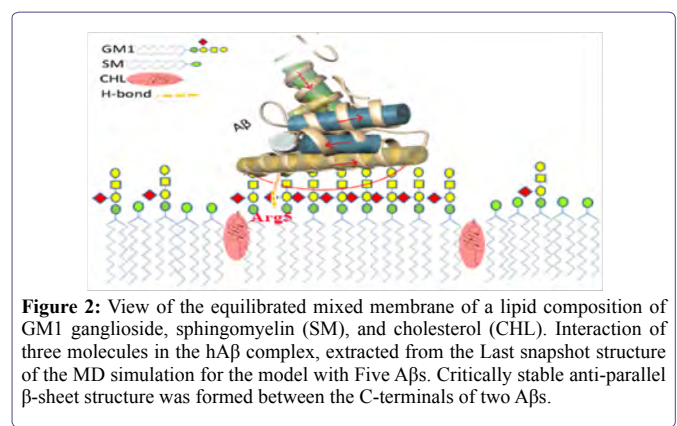 GM1
SM
CHL
H-bond
Aβ
Arg5
Figure 2: View of the equilibrated mixed membrane of a lipid composition of
GM1 ganglioside, sphingomyelin (SM), and cholesterol (CHL). Interaction of
three molecules in the hAβ complex, extracted from the Last snapshot structure
of the MD simulation for the model with Five Aβs. Critically stable anti-parallel
β-sheet structure was formed between the C-terminals of two Aβs.